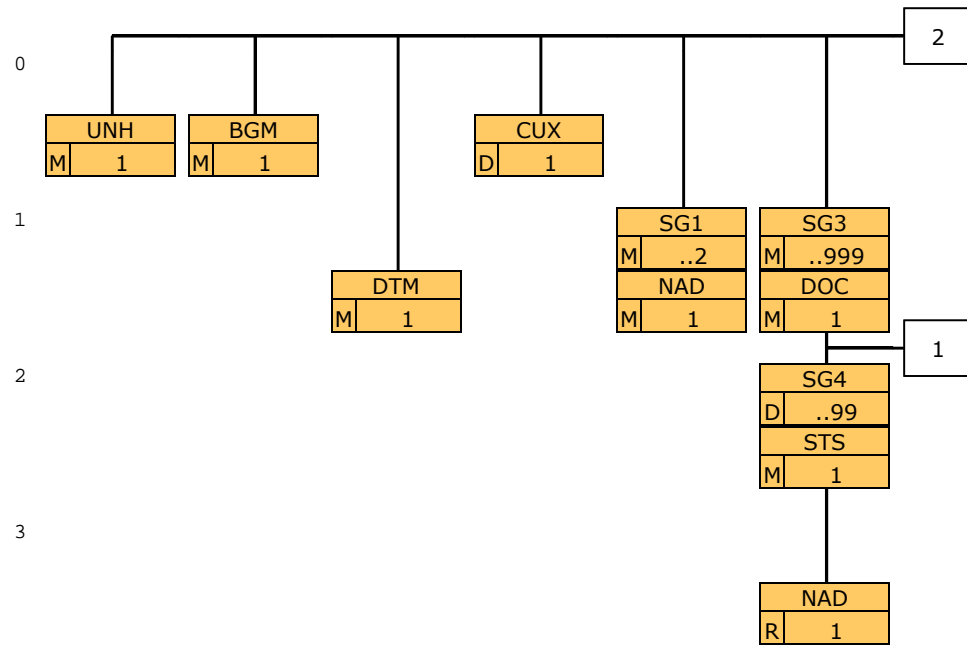 2
0
UNH BGM CUX
M 1 M 1 D 1
1
SG1 SG3
M ..2 M ..999
DTM NAD DOC
M 1 M 1 M 1
1
2
SG4
D ..99
STS
M 1
3
NAD
R 1